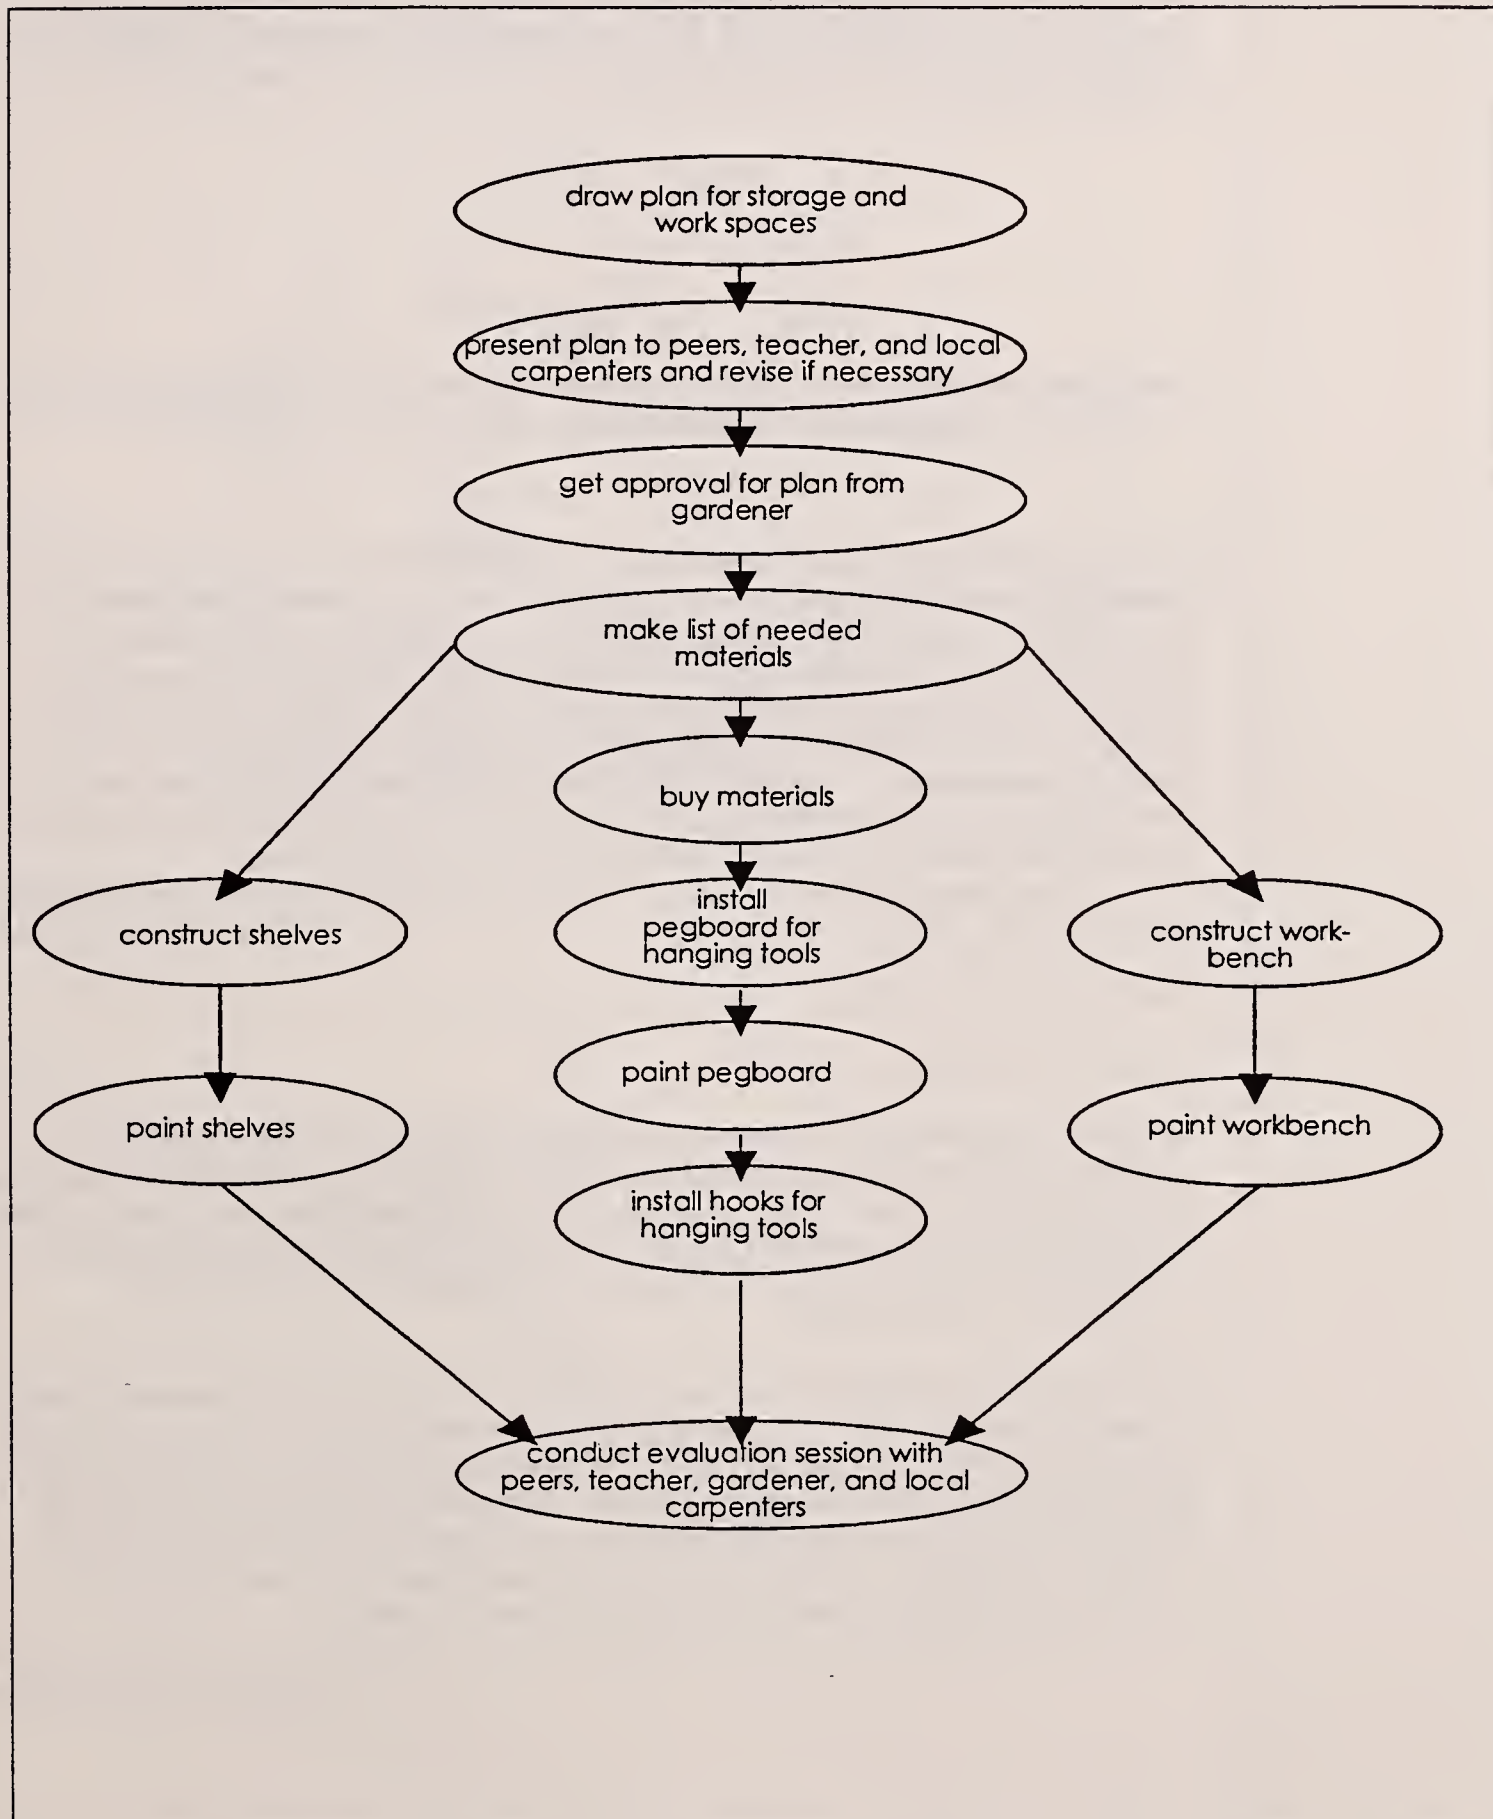 draw plan for storage and
work spaces
present plan to peers, teacher, and local
carpenters and revise if necessary
get approval for plan from
gardener
make list of needed
materials
buy materials
construct shelves
install
pegboard for
hanging tools
construct work-
bench
paint shelves
paint pegboard
paint workbench
install hooks for
hanging tools
conduct evaluation session with
peers, teacher, gardener, and local
carpenters